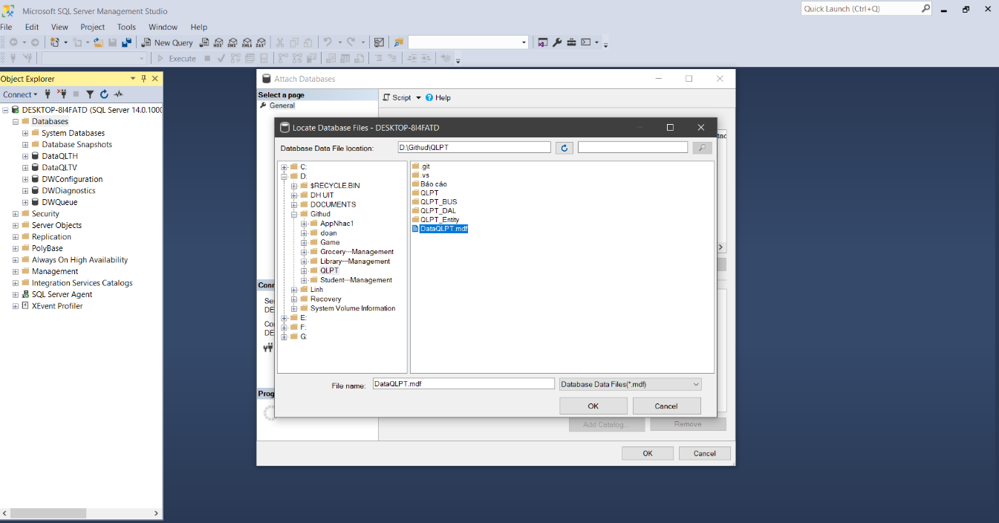 Microsoft SQL Server Management Studio
Quick Launch (Ctrl+Q)
File Edit View Project Tools Window Help
New Query
MDX DMX XMLA DAX
Execute
Object Explorer
Connect
DESKTOP-8I4FATD (SQL Server 14.0.1000
Databases
System Databases
Database Snapshots
DataQLTH
DataQLTV
DWConfiguration
DWDiagnostics
DWQueue
Security
Server Objects
Replication
PolyBase
Always On High Availability
Management
Integration Services Catalogs
SQL Server Agent
XEvent Profiler
Attach Databases
Select a page
General
Script Help
Locate Database Files - DESKTOP-8I4FATD
Database Data File location:
D:\Githud\QLPT
C:
D:
$RECYCLE.BIN
DH UIT
DOCUMENTS
Githud
AppNhac1
doan
Game
Grocery---Management
Library---Management
QLPT
Student---Management
Linh
Recovery
System Volume Information
E:
F:
G:
.git
.vs
Báo cáo
QLPT
QLPT_BUS
QLPT_DAL
QLPT_Entity
DataQLPT.mdf
File name:
DataQLPT.mdf
Database Data Files(*.mdf)
OK
Cancel
tac
Conn
Ser
DE
Co
DE
Prog
Add Catalog...
Remove
OK
Cancel